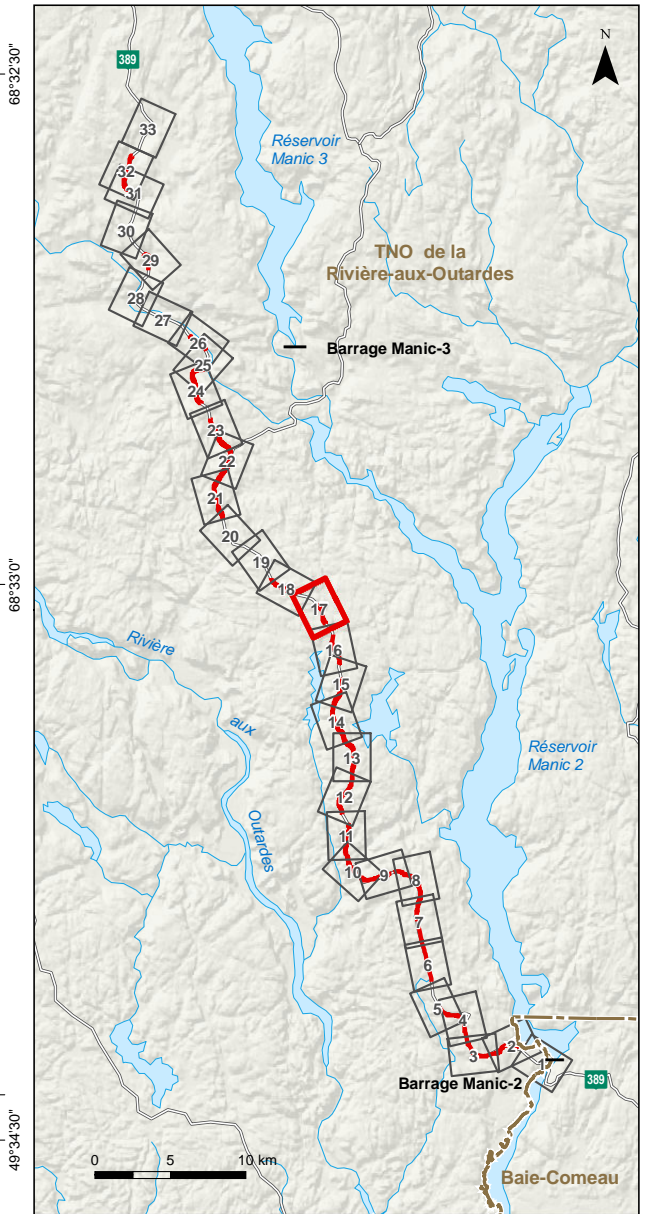 N
389
68°32'30"
33
Réservoir
Manic 3
32
31
30
TNO de la
Rivière-aux-Outardes
29
28
27
26
Barrage Manic-3
25
24
23
22
21
20
19
68°33'0"
18
17
Rivière
16
15
aux
14
Réservoir
Manic 2
13
12
Outardes
11
10
9
8
7
6
5
4
2
3
1
Barrage Manic-2
389
49°34'30"
0
5
10 km
Baie-Comeau